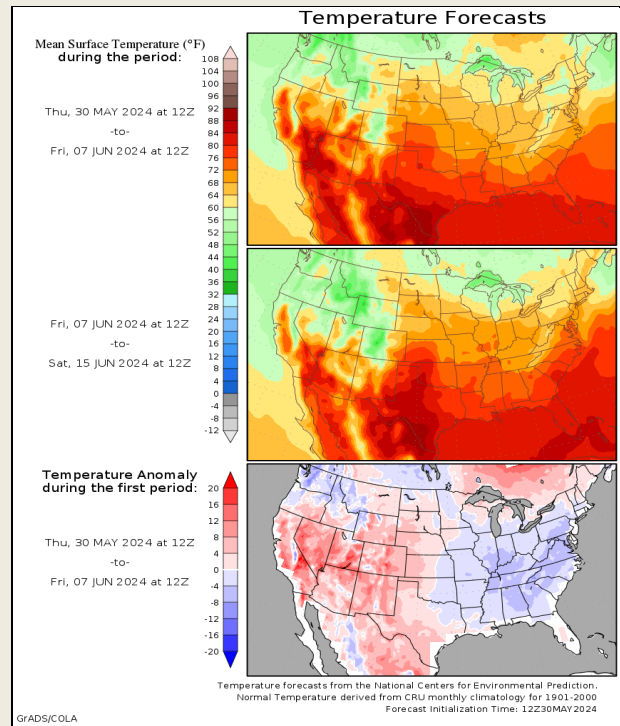 Temperature Forecasts
Mean Surface Temperature (°F)
during the period:
108
104
100
96
92
88
84
80
76
72
68
64
60
56
52
48
44
40
36
32
28
24
20
16
12
8
4
0
-4
-8
-12
Thu, 30 MAY 2024 at 12Z
-to-
Fri, 07 JUN 2024 at 12Z
Fri, 07 JUN 2024 at 12Z
-to-
Sat, 15 JUN 2024 at 12Z
Temperature Anomaly
during the first period:
20
16
12
8
4
0
-4
-8
-12
-16
-20
Thu, 30 MAY 2024 at 12Z
-to-
Fri, 07 JUN 2024 at 12Z
Temperature forecasts from the National Centers for Environmental Prediction.
Normal Temperature derived from CRU monthly climatology for 1901-2000
Forecast Initialization Time: 12Z30MAY2024
GrADS/COLA